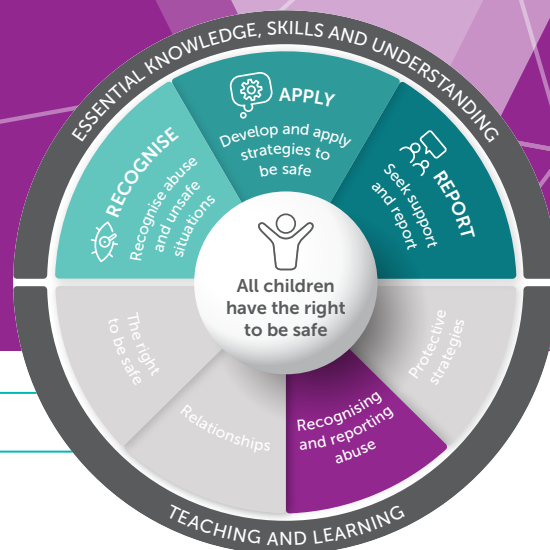 ESSENTIAL KNOWLEDGE, SKILLS AND UNDERSTANDING
RECOGNISE
Recognise abuse
and unsafe
situations
APPLY
Develop and apply
strategies to
be safe
REPORT
Seek support
and report
All children
have the right
to be safe
The right
to be safe
Relationships
Recognising
and reporting
abuse
Protective
strategies
TEACHING AND LEARNING